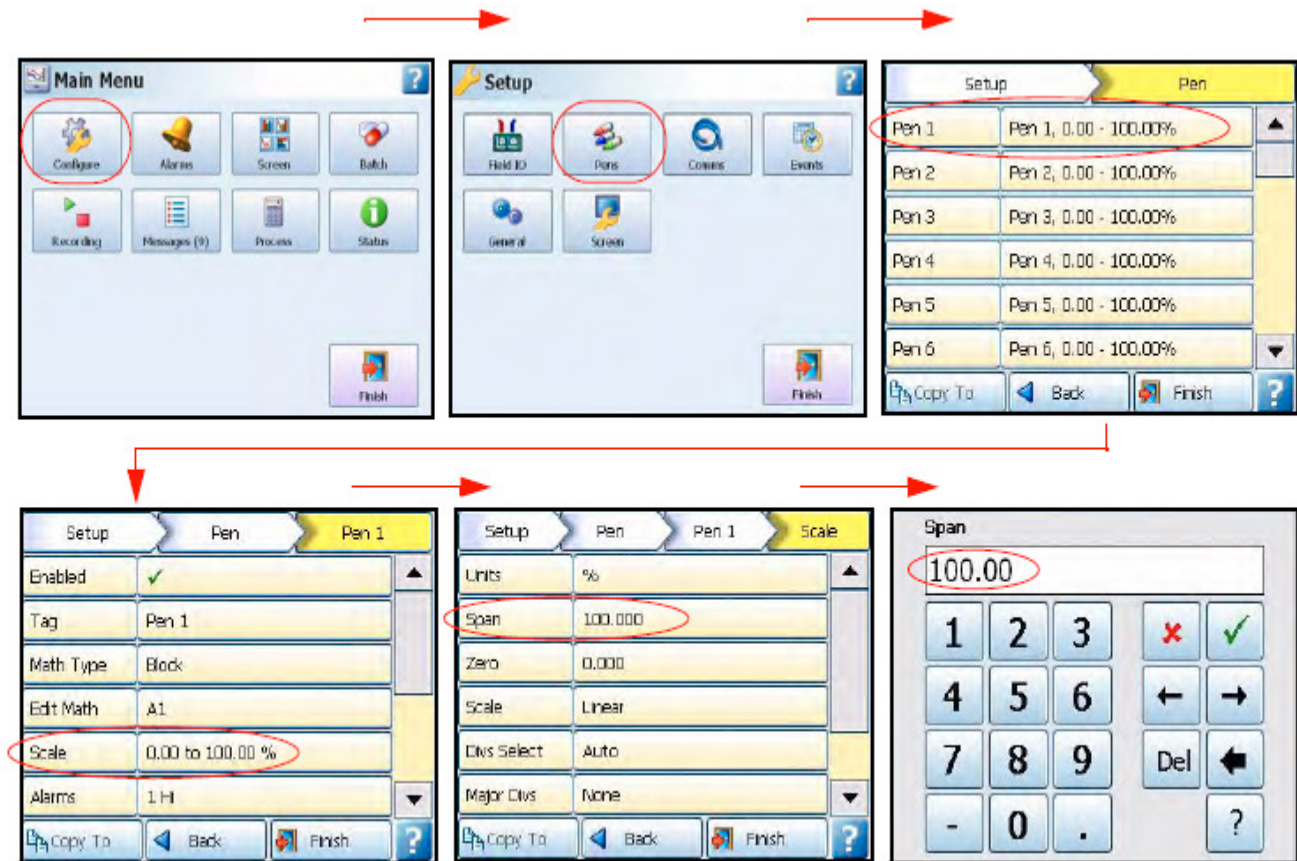 Main Menu ?
Configure Alarms Screen Batch
Recording Messages (9) Process Status
Finish
Setup ?
Field IO Pens Comms Events
General Screen
Finish
Setup Pen
Pen 1 Pen 1, 0.00 - 100.00%
Pen 2 Pen 2, 0.00 - 100.00%
Pen 3 Pen 3, 0.00 - 100.00%
Pen 4 Pen 4, 0.00 - 100.00%
Pen 5 Pen 5, 0.00 - 100.00%
Pen 6 Pen 6, 0.00 - 100.00%
Copy To Back Finish ?
Setup Pen Pen 1
Enabled ✓
Tag Pen 1
Math Type Block
Edit Math A1
Scale 0.00 to 100.00 %
Alarms 1 Hi
Copy To Back Finish ?
Setup Pen Pen 1 Scale
Units %
Span 100.000
Zero 0.000
Scale Linear
Divs Select Auto
Major Divs None
Copy To Back Finish ?
Span
100.00
1 2 3 ✗ ✓
4 5 6 ← →
7 8 9 Del ←
- 0 . ?